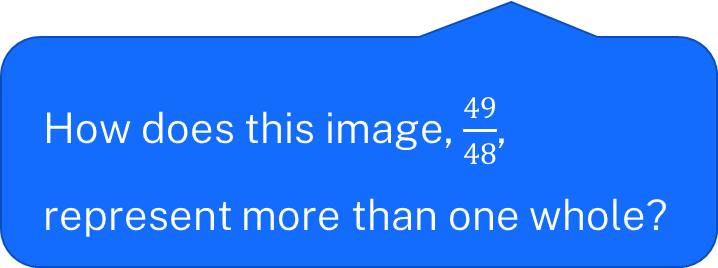 How does this image, 49/48,
represent more than one whole?